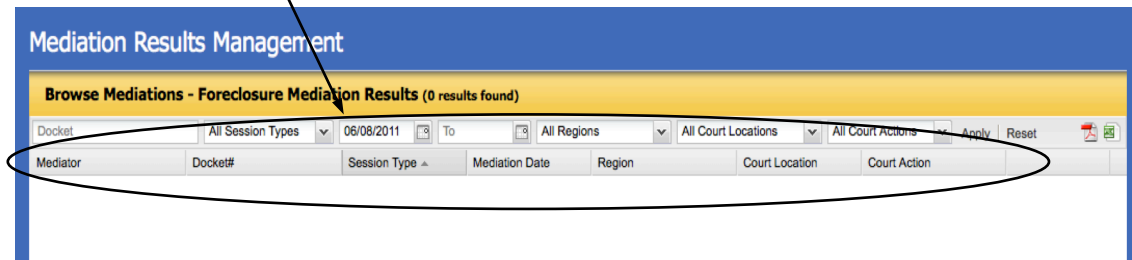 Mediation Results Management
Browse Mediations - Foreclosure Mediation Results (0 results found)
Docket All Session Types 06/08/2011 To All Regions All Court Locations All Court Actions Apply Reset
Mediator Docket# Session Type Mediation Date Region Court Location Court Action